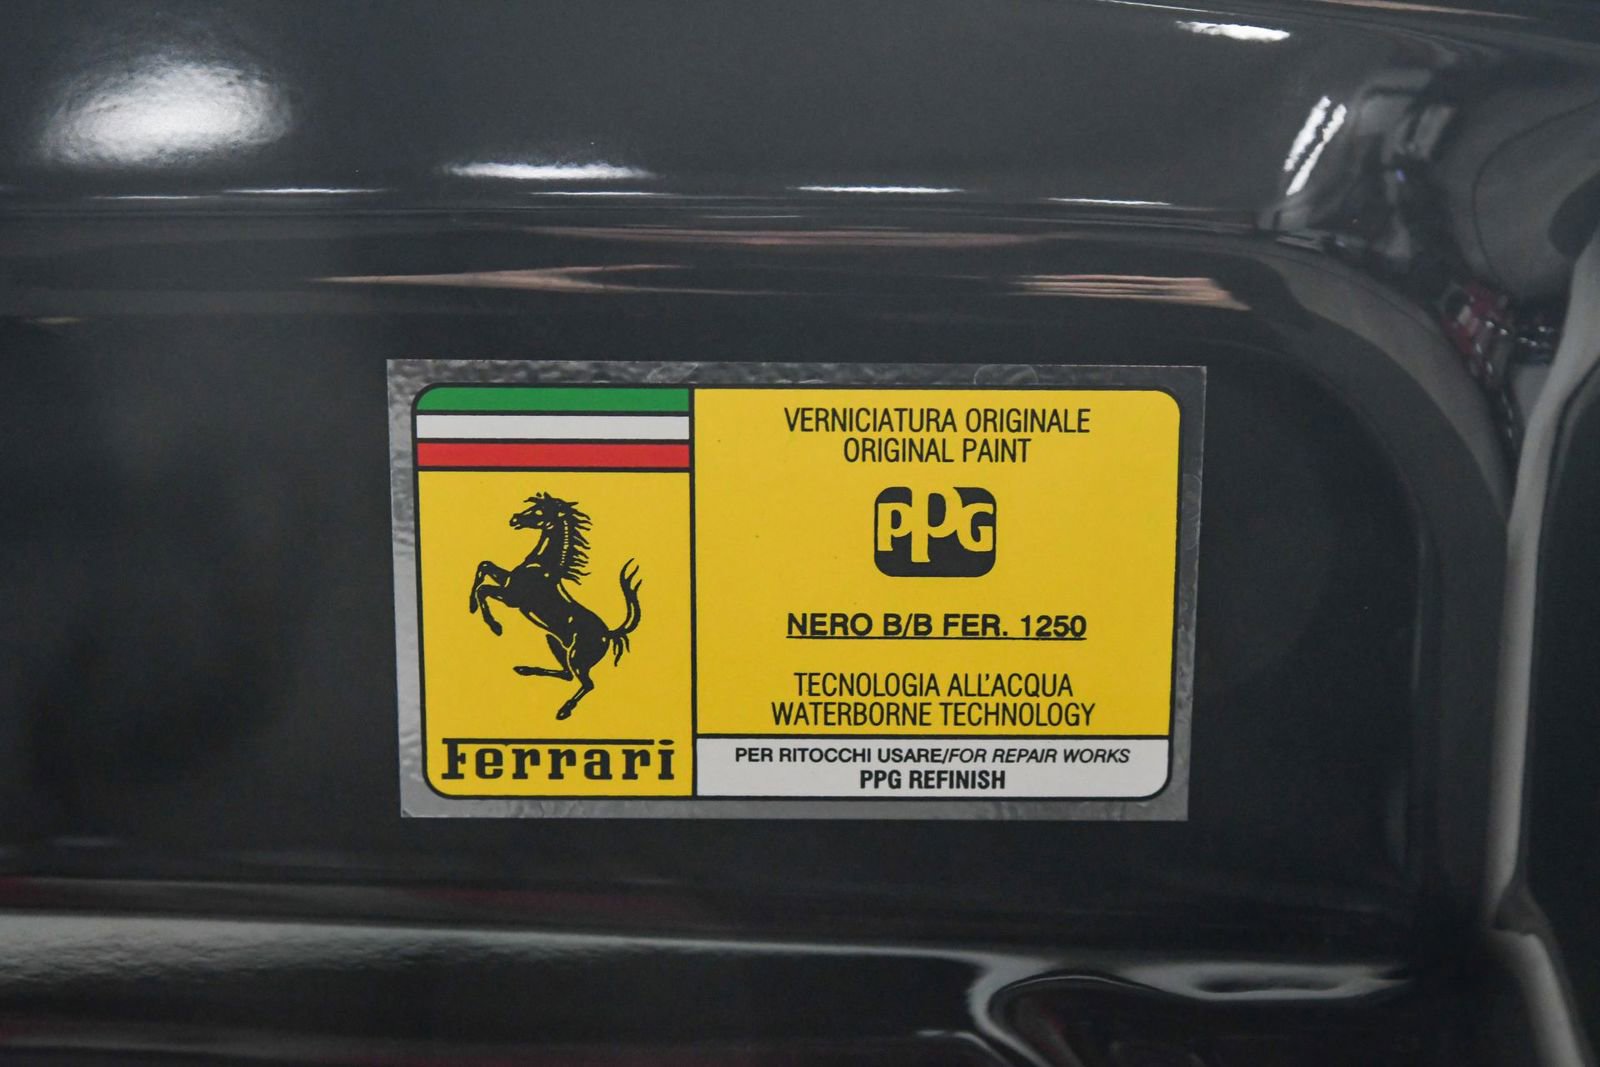 VERNICIATURA ORIGINALE
ORIGINAL PAINT
PPG
NERO B/B FER. 1250
TECNOLOGIA ALL'ACQUA
WATERBORNE TECHNOLOGY
PER RITOCCHI USARE/FOR REPAIR WORKS
PPG REFINISH
Ferrari